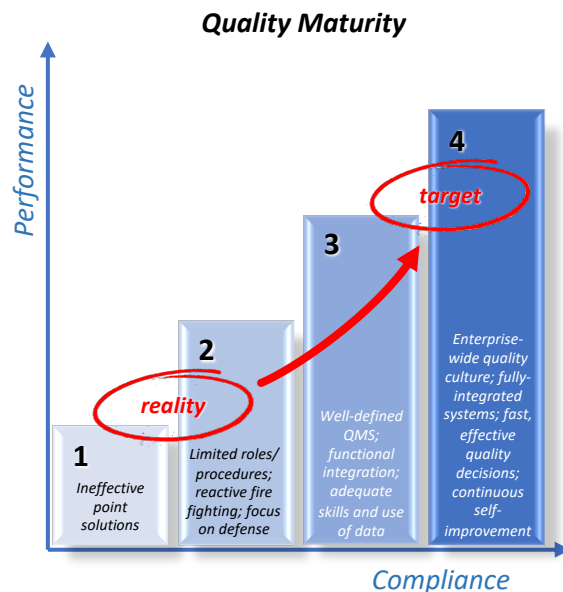 Quality Maturity
Performance
4
target
3
2
reality
1
Ineffective
point
solutions
Limited roles/
procedures;
reactive fire
fighting; focus
on defense
Well-defined
QMS;
functional
integration;
adequate
skills and use
of data
Enterprise-
wide quality
culture; fully-
integrated
systems; fast,
effective
quality
decisions;
continuous
self-
improvement
Compliance